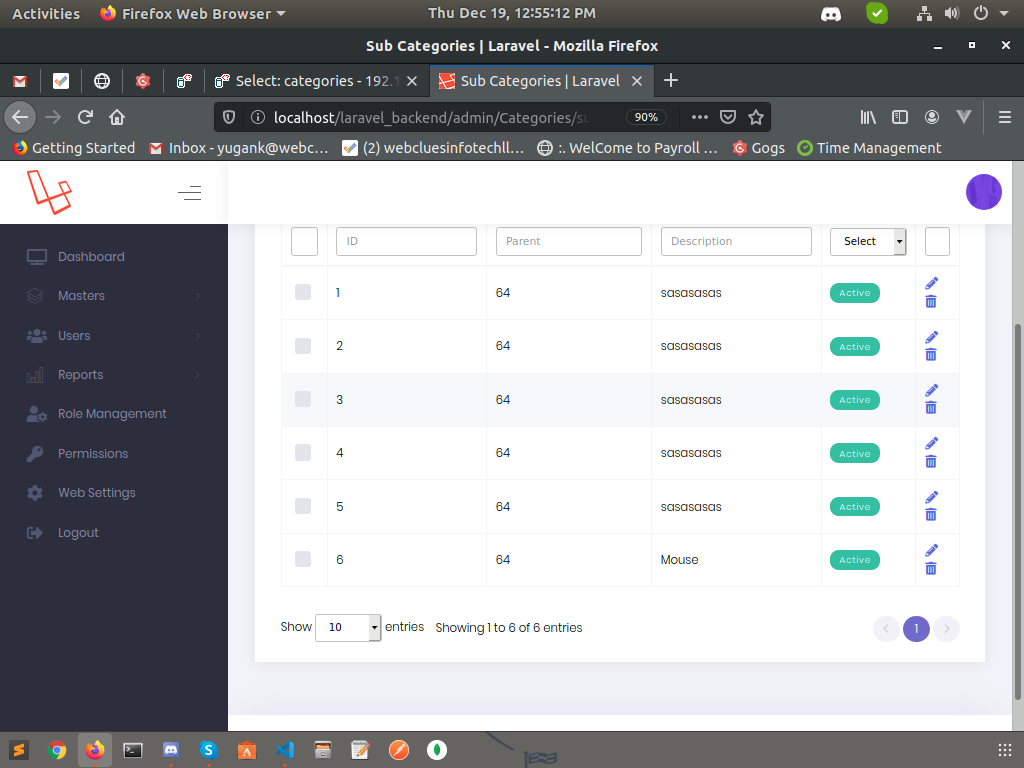 Activities Firefox Web Browser Thu Dec 19, 12:55:12 PM
Sub Categories | Laravel - Mozilla Firefox
Select: categories - 192.1 Sub Categories | Laravel
localhost/laravel_backend/admin/Categories/su 90%
Getting Started Inbox - yugank@webc... (2) webcluesinfotechll... :. WelCome to Payroll ... Gogs Time Management
ID Parent Description Select
Dashboard
Masters
Users
Reports
Role Management
Permissions
Web Settings
Logout
1 64 sasasasas Active
2 64 sasasasas Active
3 64 sasasasas Active
4 64 sasasasas Active
5 64 sasasasas Active
6 64 Mouse Active
Show 10 entries Showing 1 to 6 of 6 entries 1